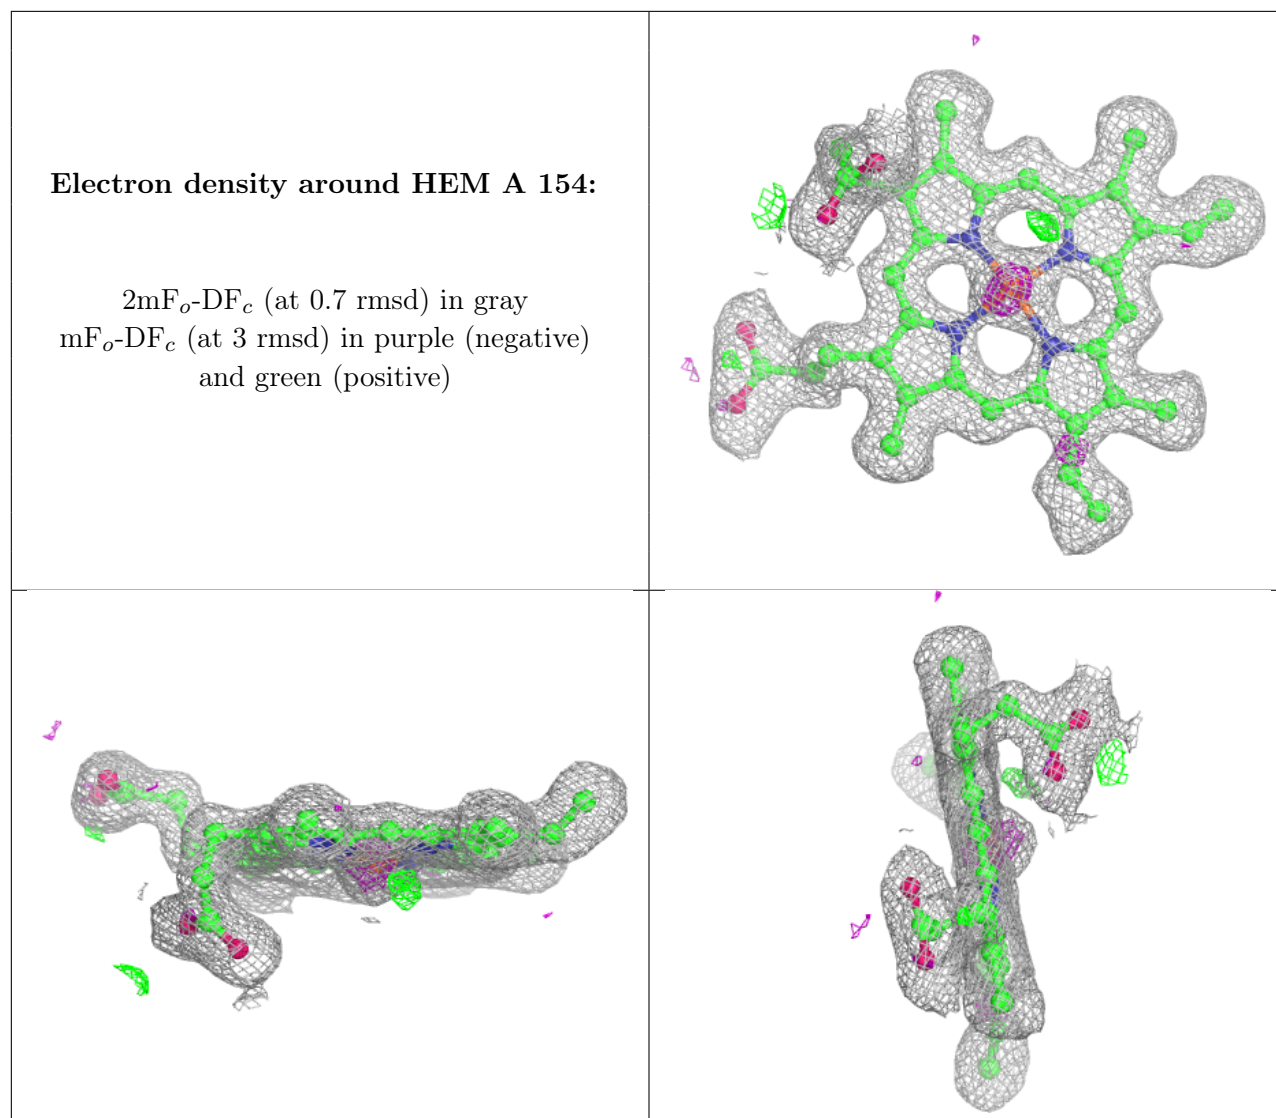 Electron density around HEM A 154:
2mFₒ-DF𝒸 (at 0.7 rmsd) in gray
mFₒ-DF𝒸 (at 3 rmsd) in purple (negative)
and green (positive)